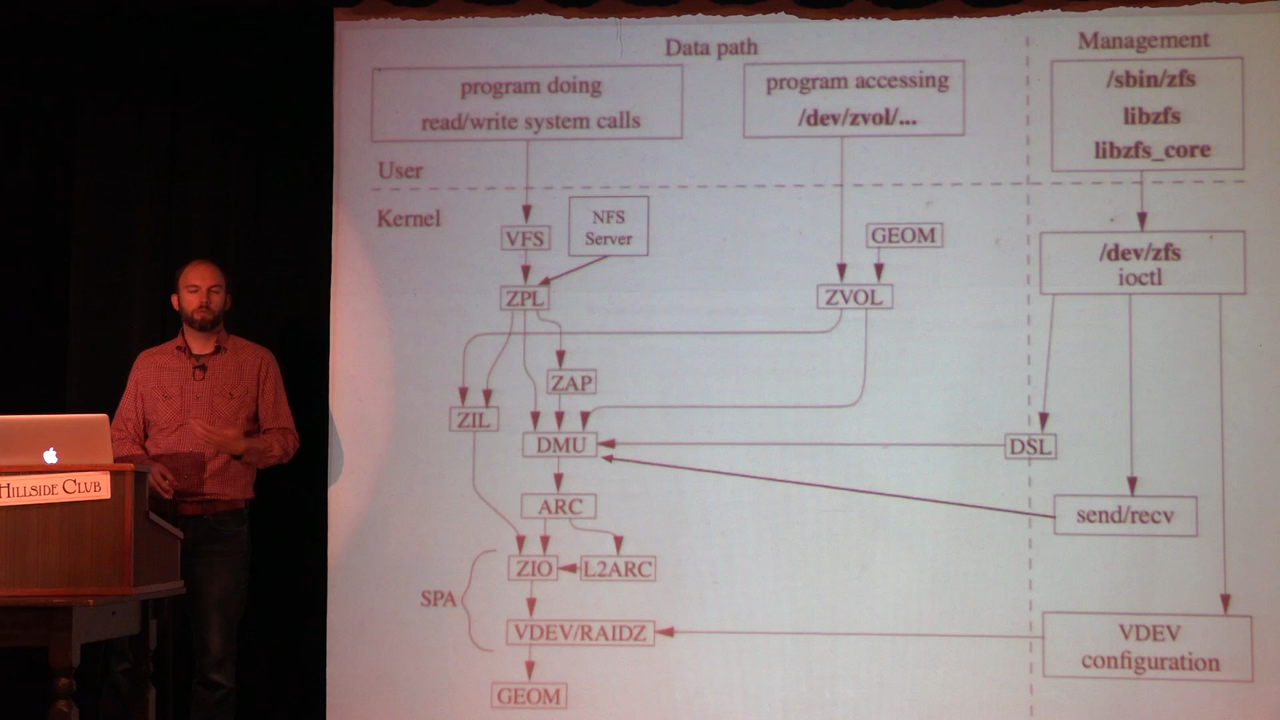 Data path
Management
program doing
read/write system calls
program accessing
/dev/zvol/...
/sbin/zfs
libzfs
libzfs_core
User
Kernel
VFS
NFS
Server
GEOM
/dev/zfs
ioctl
ZPL
ZVOL
ZAP
ZIL
DMU
DSL
ARC
send/recv
ZIO
L2ARC
SPA
VDEV/RAIDZ
VDEV
configuration
GEOM
HILLSIDE CLUB